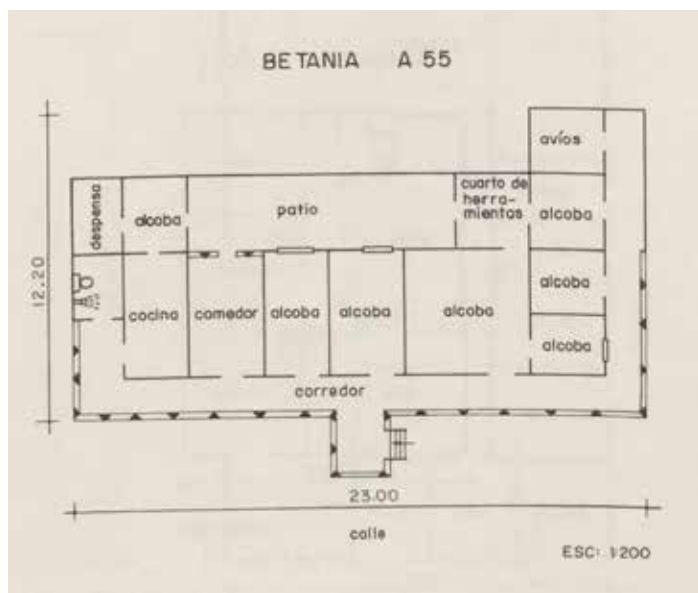 BETANIA A 55
avíos
despensa
alcoba
patio
cuarto de
herra-
mientos
alcoba
12.20
cocina
comedor
alcoba
alcoba
alcoba
alcoba
alcoba
corredor
23.00
calle
ESC: 1/200